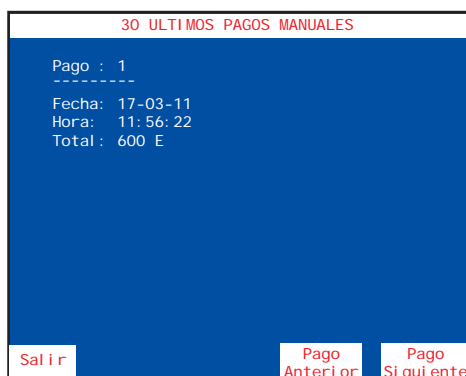 30 ULTIMOS PAGOS MANUALES
Pago : 1
---------
Fecha: 17-03-11
Hora: 11:56:22
Total: 600 E
Salir
Pago Anterior
Pago Siguiente